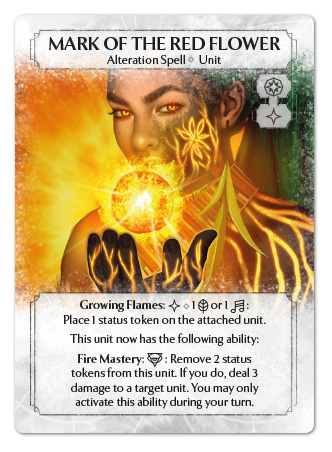 MARK OF THE RED FLOWER
Alteration Spell ◇ Unit
Growing Flames: ◇ 1 or 1 :
Place 1 status token on the attached unit.
This unit now has the following ability:
Fire Mastery: : Remove 2 status
tokens from this unit. If you do, deal 3
damage to a target unit. You may only
activate this ability during your turn.